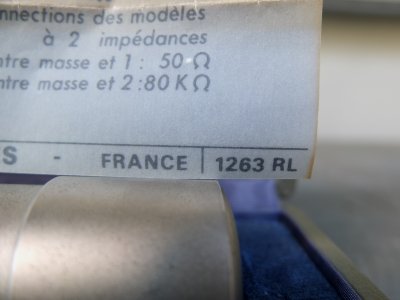 nnections des modèles
à 2 impédances
ntre masse et 1 : 50 Ω
ntre masse et 2 : 80 K Ω
S - FRANCE | 1263 RL